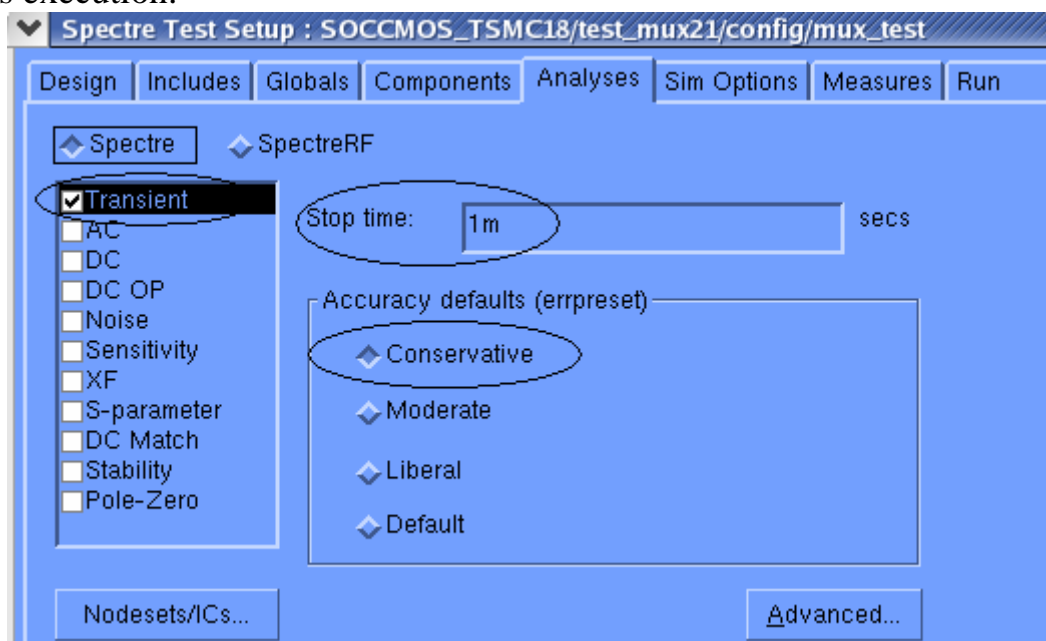 s execution.
Spectre Test Setup : SOCCMOS_TSMC18/test_mux21/config/mux_test
Design Includes Globals Components Analyses Sim Options Measures Run
Spectre SpectreRF
Transient
Stop time: 1m secs
AC
DC
DC OP
Accuracy defaults (errpreset)
Noise
Sensitivity
Conservative
XF
S-parameter
Moderate
DC Match
Stability
Liberal
Pole-Zero
Default
Nodesets/ICs... Advanced...